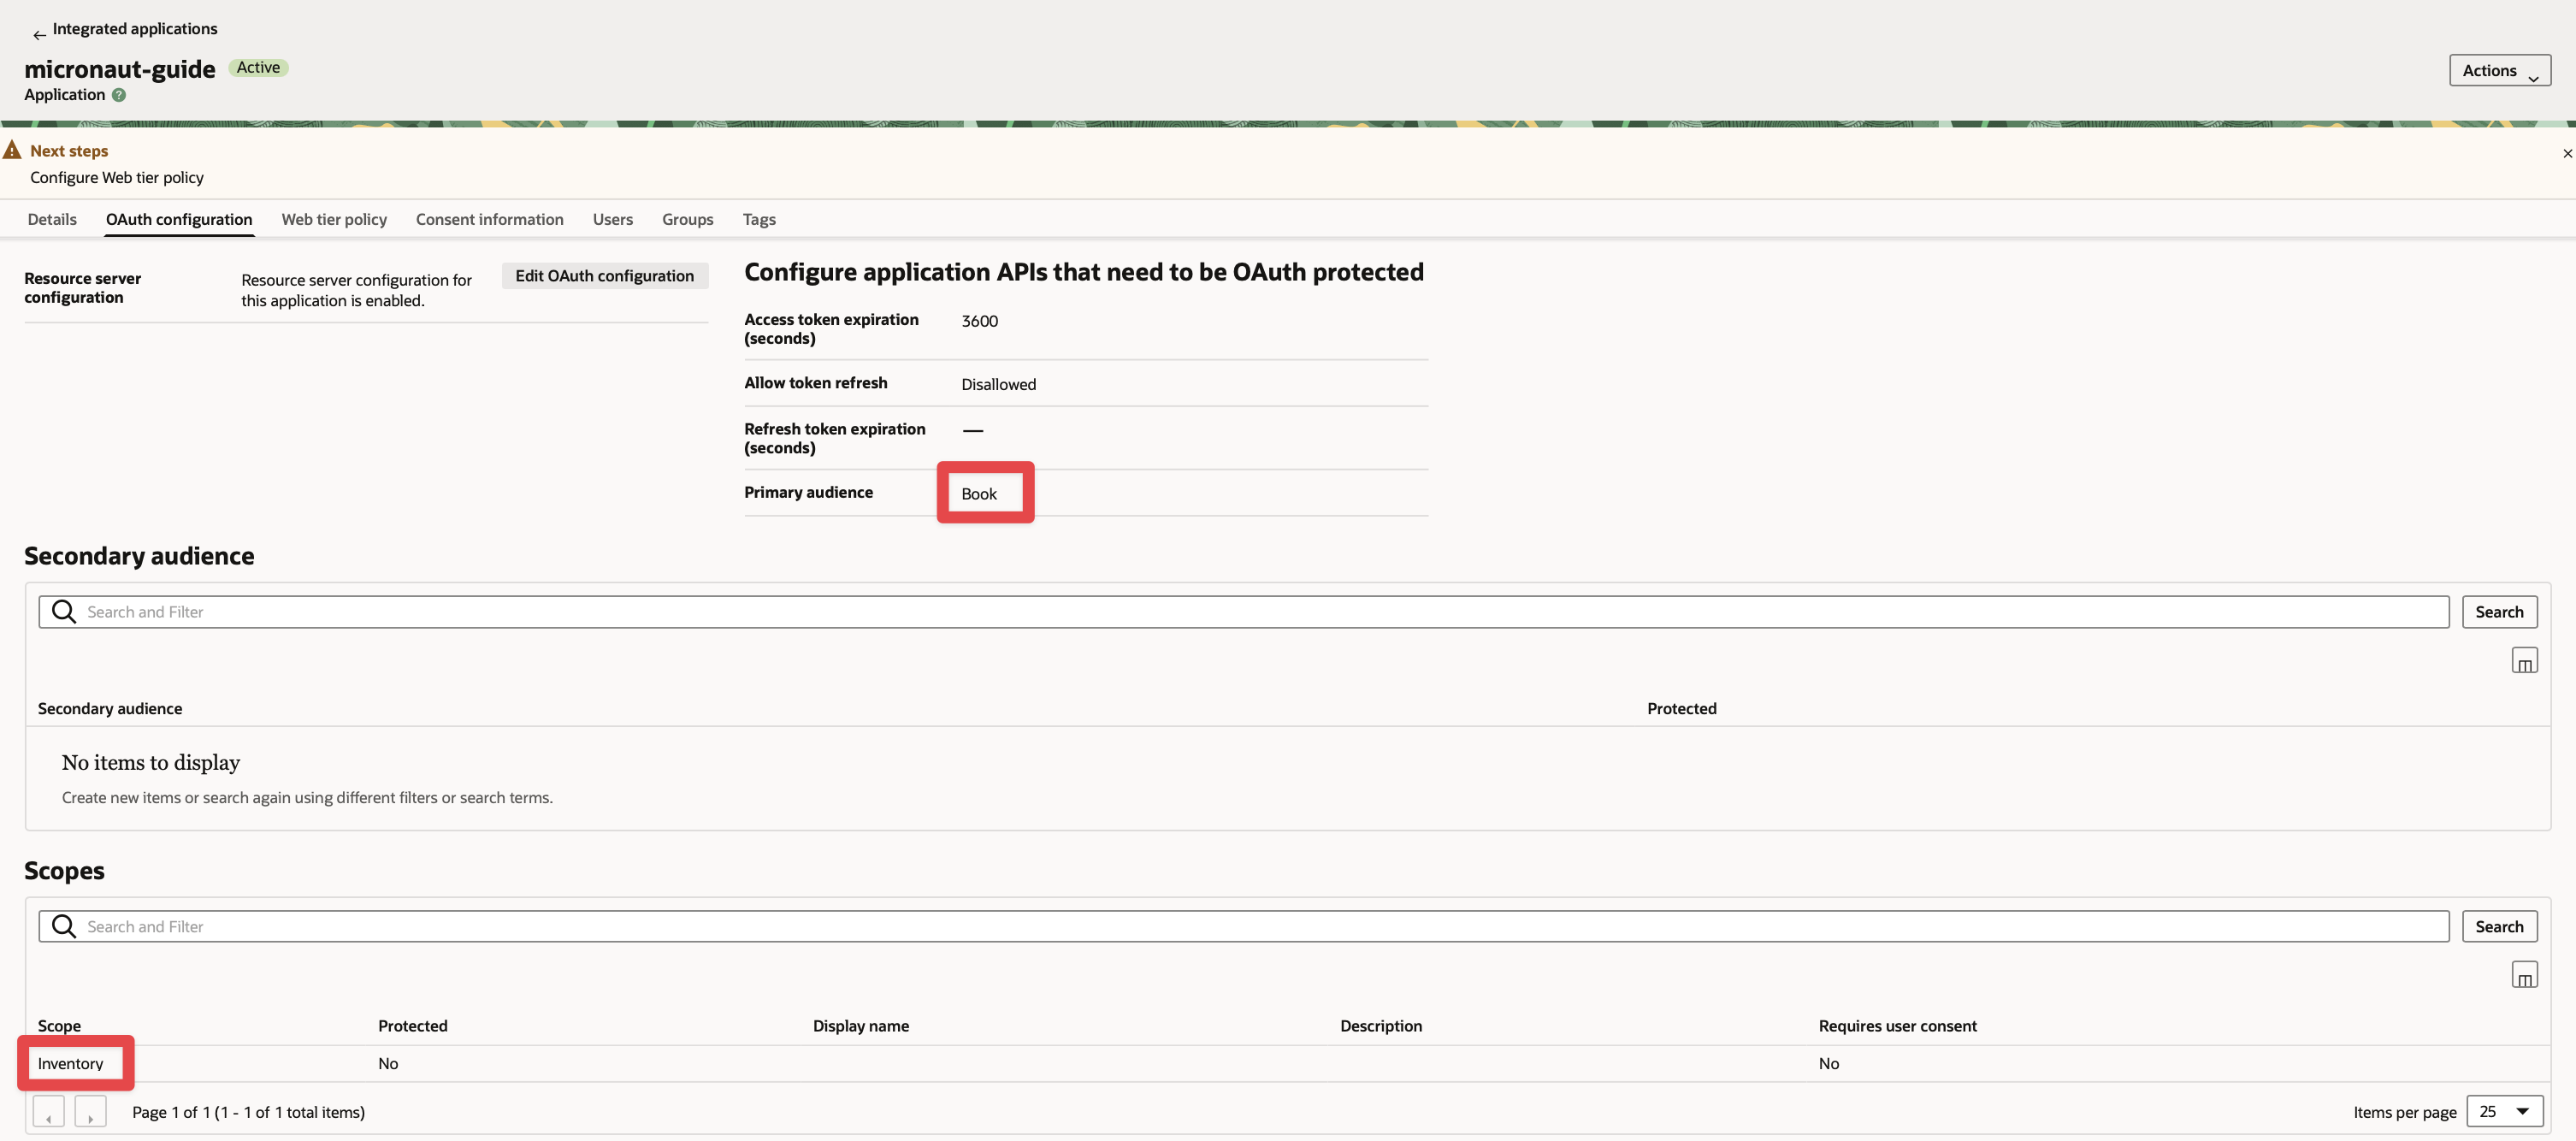 Integrated applications
micronaut-guide Active
Application ?
Actions
Next steps
Configure Web tier policy
Details OAuth configuration Web tier policy Consent information Users Groups Tags
Resource server
configuration
Resource server configuration for
this application is enabled.
Edit OAuth configuration
Configure application APIs that need to be OAuth protected
Access token expiration
(seconds)
3600
Allow token refresh Disallowed
Refresh token expiration
(seconds)
—
Primary audience Book
Secondary audience
Search and Filter Search
Secondary audience Protected
No items to display
Create new items or search again using different filters or search terms.
Scopes
Search and Filter Search
Scope Protected Display name Description Requires user consent
Inventory No No
Page 1 of 1 (1 - 1 of 1 total items) Items per page 25